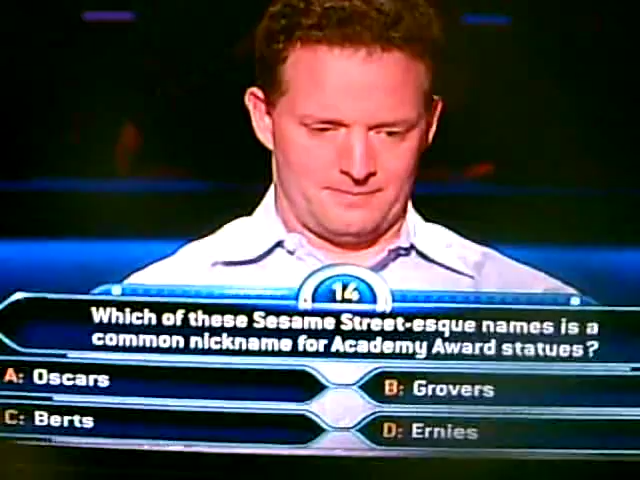 14
Which of these Sesame Street-esque names is a
common nickname for Academy Award statues?
A: Oscars
B: Grovers
C: Berts
D: Ernies